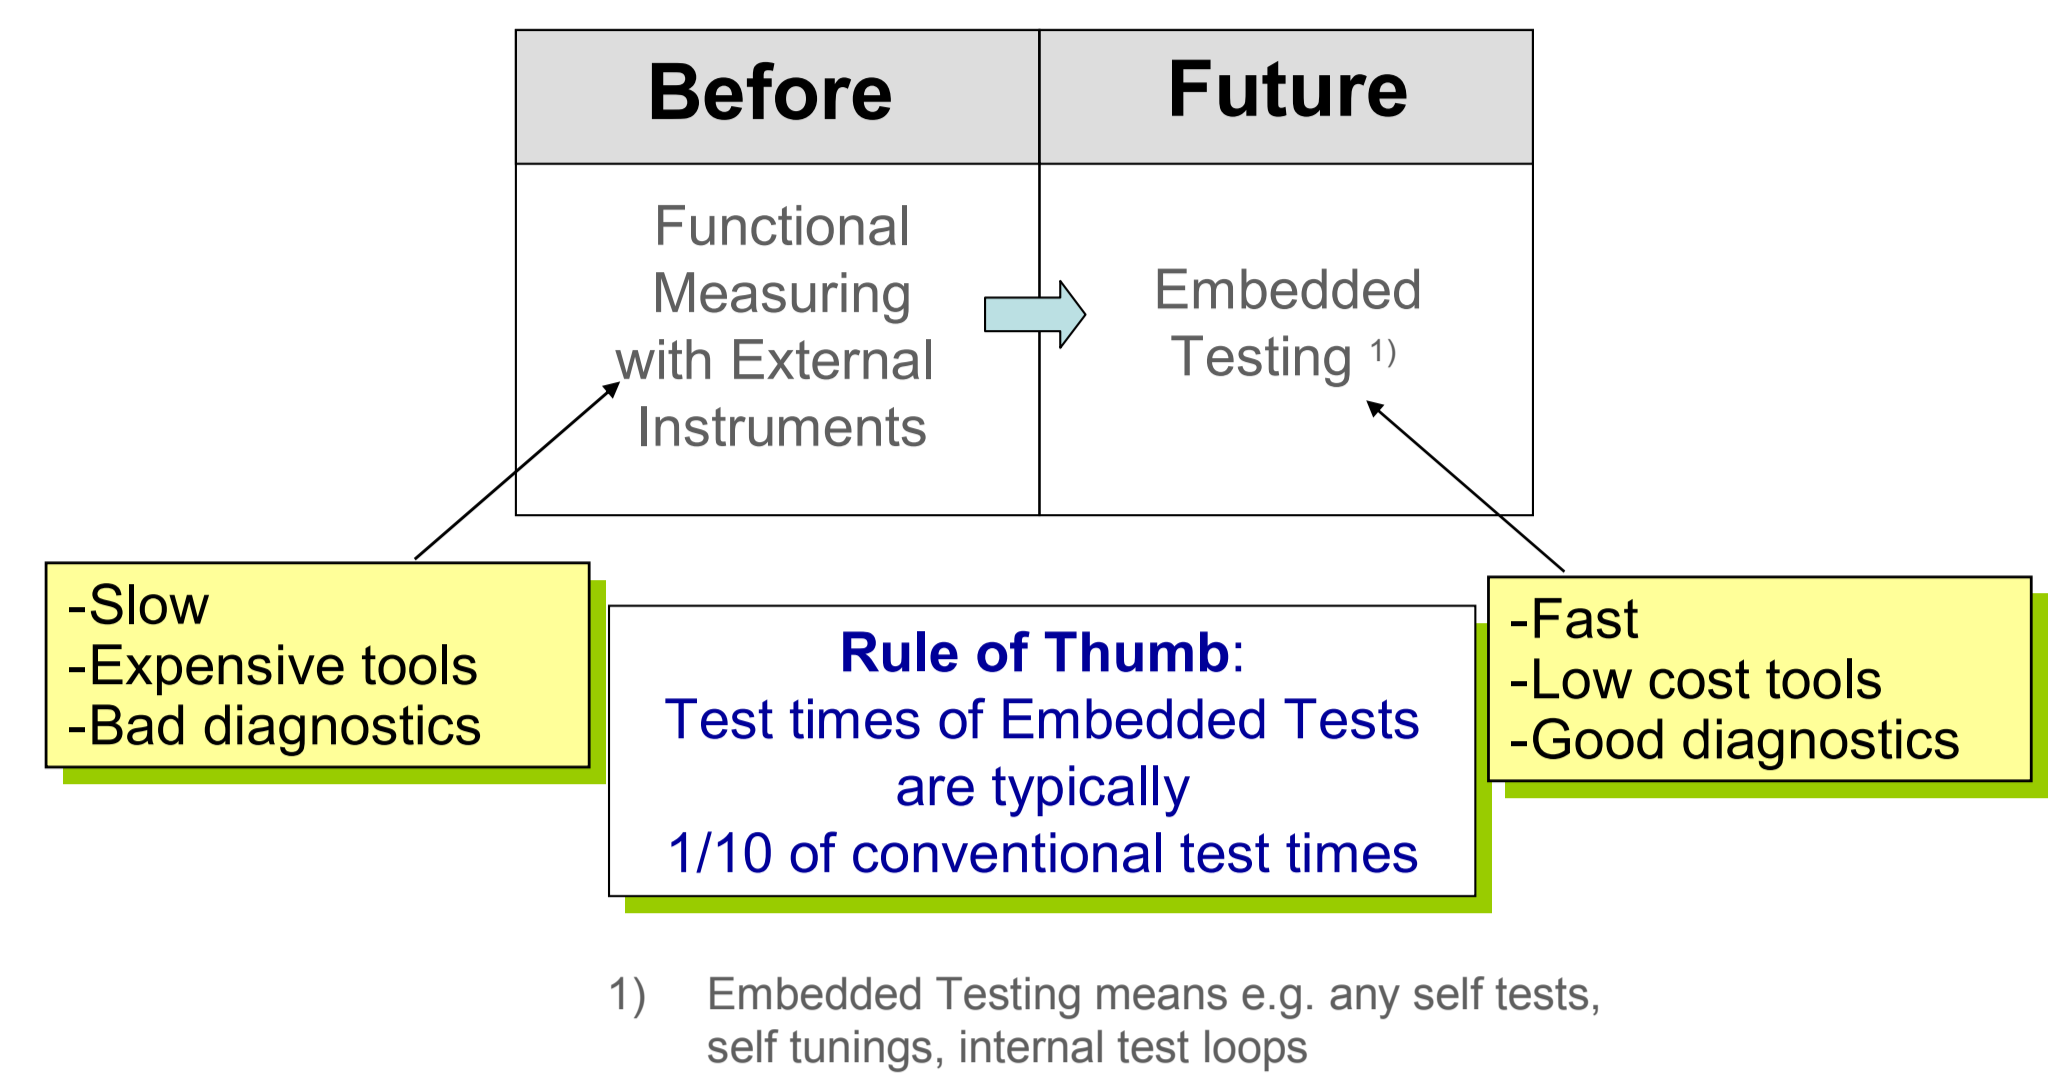 Before
Future
Functional
Measuring
with External
Instruments
Embedded
Testing 1)
-Slow
-Expensive tools
-Bad diagnostics
Rule of Thumb:
Test times of Embedded Tests
are typically
1/10 of conventional test times
-Fast
-Low cost tools
-Good diagnostics
1) Embedded Testing means e.g. any self tests,
self tunings, internal test loops